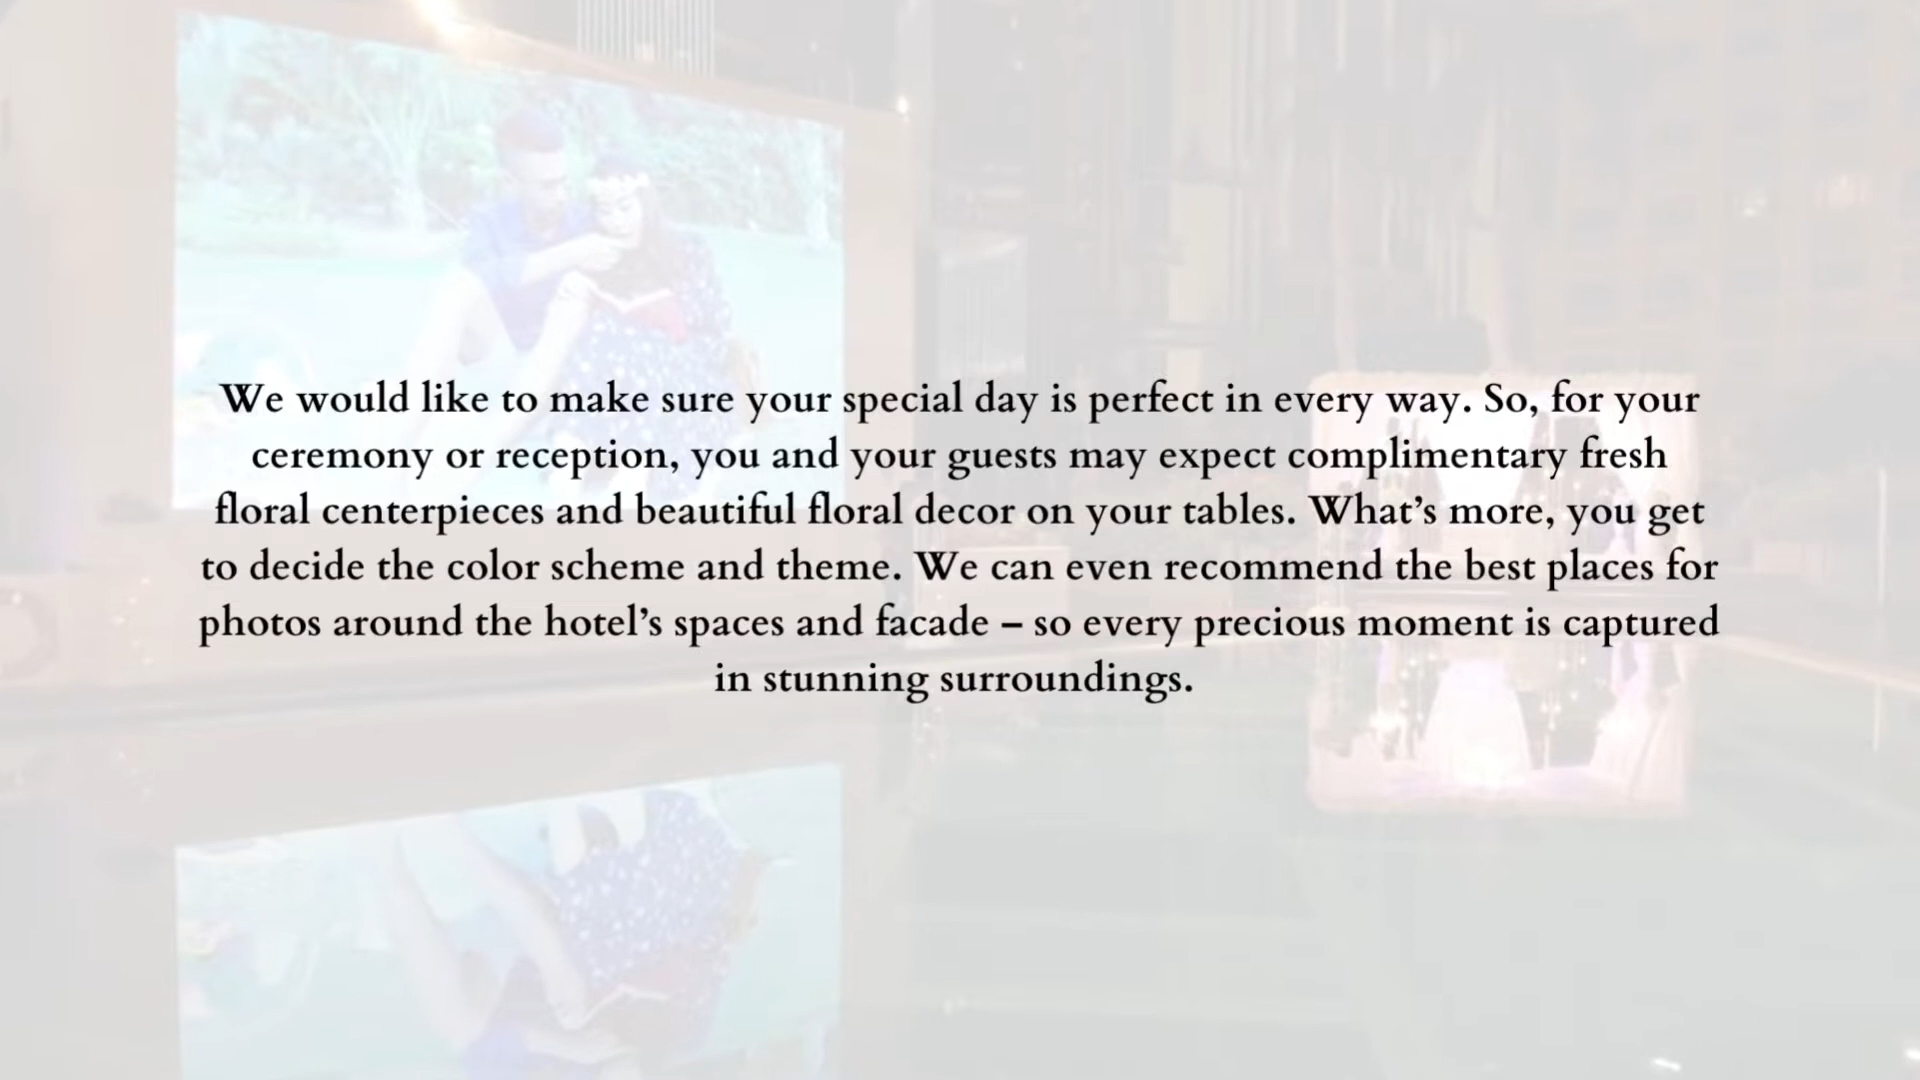 We would like to make sure your special day is perfect in every way. So, for your
ceremony or reception, you and your guests may expect complimentary fresh
floral centerpieces and beautiful floral decor on your tables. What’s more, you get
to decide the color scheme and theme. We can even recommend the best places for
photos around the hotel’s spaces and facade – so every precious moment is captured
in stunning surroundings.